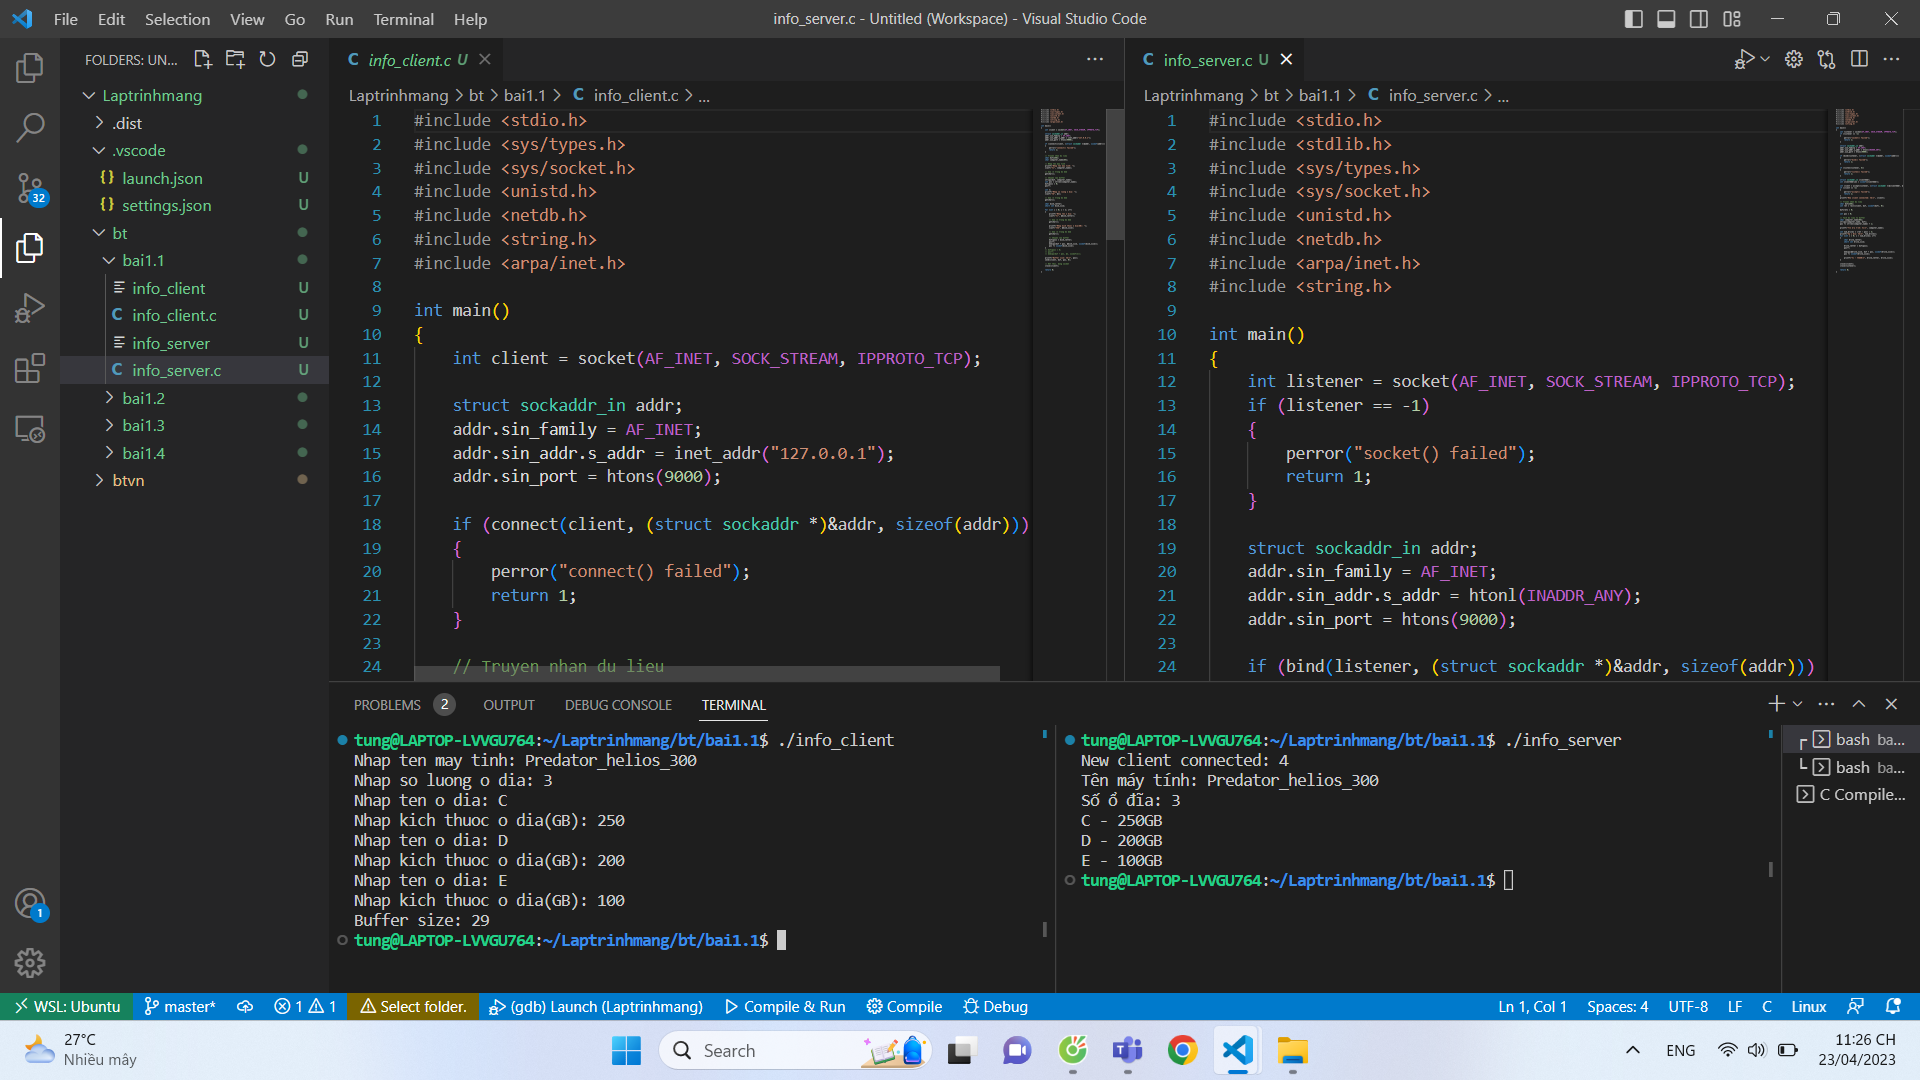 File Edit Selection View Go Run Terminal Help
info_server.c - Untitled (Workspace) - Visual Studio Code
FOLDERS: UN...
Laptrinhmang
.dist
.vscode
launch.json U
settings.json U
bt
bai1.1
info_client U
info_client.c U
info_server U
info_server.c U
bai1.2
bai1.3
bai1.4
btvn
32
1
info_client.c U
Laptrinhmang > bt > bai1.1 > C info_client.c > ...
1 #include <stdio.h>
2 #include <sys/types.h>
3 #include <sys/socket.h>
4 #include <unistd.h>
5 #include <netdb.h>
6 #include <string.h>
7 #include <arpa/inet.h>
8
9 int main()
10 {
11 int client = socket(AF_INET, SOCK_STREAM, IPPROTO_TCP);
12
13 struct sockaddr_in addr;
14 addr.sin_family = AF_INET;
15 addr.sin_addr.s_addr = inet_addr("127.0.0.1");
16 addr.sin_port = htons(9000);
17
18 if (connect(client, (struct sockaddr *)&addr, sizeof(addr)))
19 {
20 perror("connect() failed");
21 return 1;
22 }
23
24 // Truyen nhan du lieu
info_server.c U
Laptrinhmang > bt > bai1.1 > C info_server.c > ...
1 #include <stdio.h>
2 #include <stdlib.h>
3 #include <sys/types.h>
4 #include <sys/socket.h>
5 #include <unistd.h>
6 #include <netdb.h>
7 #include <arpa/inet.h>
8 #include <string.h>
9
10 int main()
11 {
12 int listener = socket(AF_INET, SOCK_STREAM, IPPROTO_TCP);
13 if (listener == -1)
14 {
15 perror("socket() failed");
16 return 1;
17 }
18
19 struct sockaddr_in addr;
20 addr.sin_family = AF_INET;
21 addr.sin_addr.s_addr = htonl(INADDR_ANY);
22 addr.sin_port = htons(9000);
23
24 if (bind(listener, (struct sockaddr *)&addr, sizeof(addr)))
PROBLEMS 2 OUTPUT DEBUG CONSOLE TERMINAL
tung@LAPTOP-LVVGU764:~/Laptrinhmang/bt/bai1.1$ ./info_client
Nhap ten may tinh: Predator_helios_300
Nhap so luong o dia: 3
Nhap ten o dia: C
Nhap kich thuoc o dia(GB): 250
Nhap ten o dia: D
Nhap kich thuoc o dia(GB): 200
Nhap ten o dia: E
Nhap kich thuoc o dia(GB): 100
Buffer size: 29
tung@LAPTOP-LVVGU764:~/Laptrinhmang/bt/bai1.1$
tung@LAPTOP-LVVGU764:~/Laptrinhmang/bt/bai1.1$ ./info_server
New client connected: 4
Tên máy tính: Predator_helios_300
Số ổ đĩa: 3
C - 250GB
D - 200GB
E - 100GB
tung@LAPTOP-LVVGU764:~/Laptrinhmang/bt/bai1.1$
bash ba...
bash ba...
C Compile...
WSL: Ubuntu master* 1 1 Select folder. (gdb) Launch (Laptrinhmang) Compile & Run Compile Debug Ln 1, Col 1 Spaces: 4 UTF-8 LF C Linux
27°C
Nhiều mây
Search
ENG
11:26 CH
23/04/2023